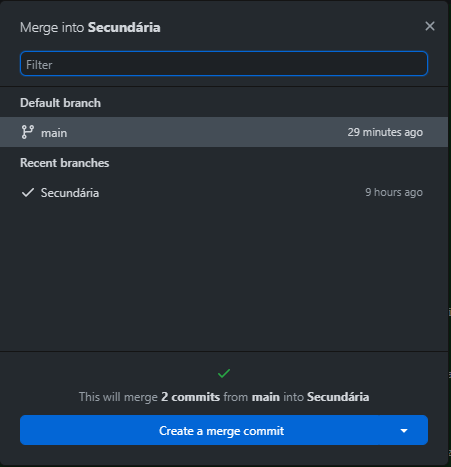 Merge into Secundária
Filter
Default branch
main 29 minutes ago
Recent branches
Secundária 9 hours ago
This will merge 2 commits from main into Secundária
Create a merge commit